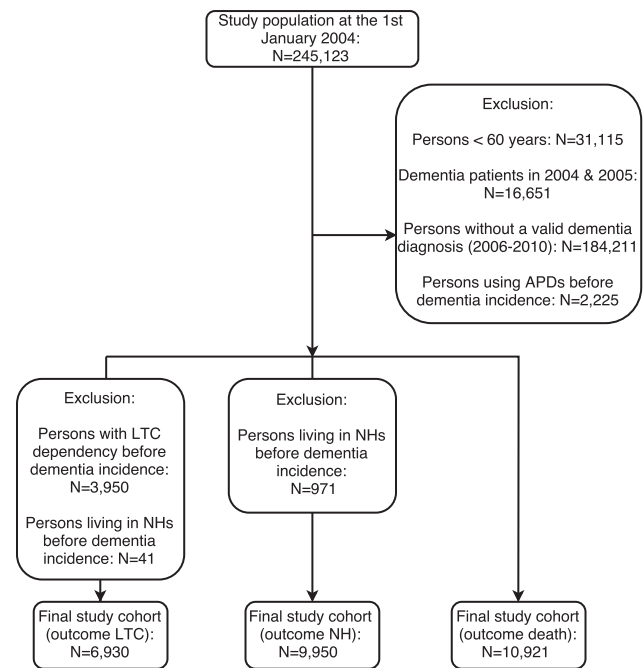 Study population at the 1st
January 2004:
N=245,123
Exclusion:
Persons < 60 years: N=31,115
Dementia patients in 2004 & 2005:
N=16,651
Persons without a valid dementia
diagnosis (2006-2010): N=184,211
Persons using APDs before
dementia incidence: N=2,225
Exclusion:
Persons with LTC
dependency before
dementia incidence:
N=3,950
Persons living in NHs
before dementia
incidence: N=41
Exclusion:
Persons living in NHs
before dementia
incidence:
N=971
Final study cohort
(outcome LTC):
N=6,930
Final study cohort
(outcome NH):
N=9,950
Final study cohort
(outcome death):
N=10,921